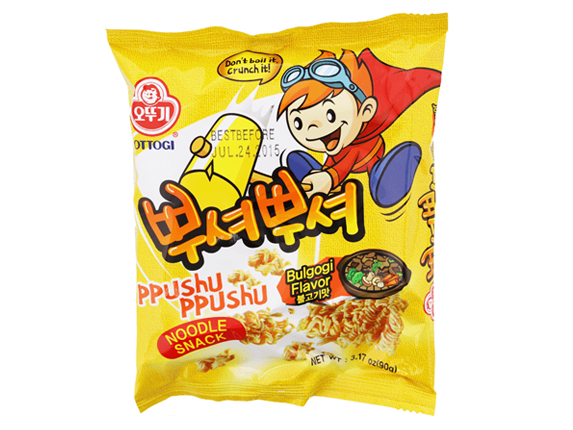 Don't boil it,
Crunch it!
오뚜기
OTTOGI
BESTBEFORE
JUL.24.2015
뿌셔뿌셔
PPUSHU
PPUSHU
Bulgogi
Flavor
불고기맛
NOODLE
SNACK
NET WT : 3.17 oz(90g)